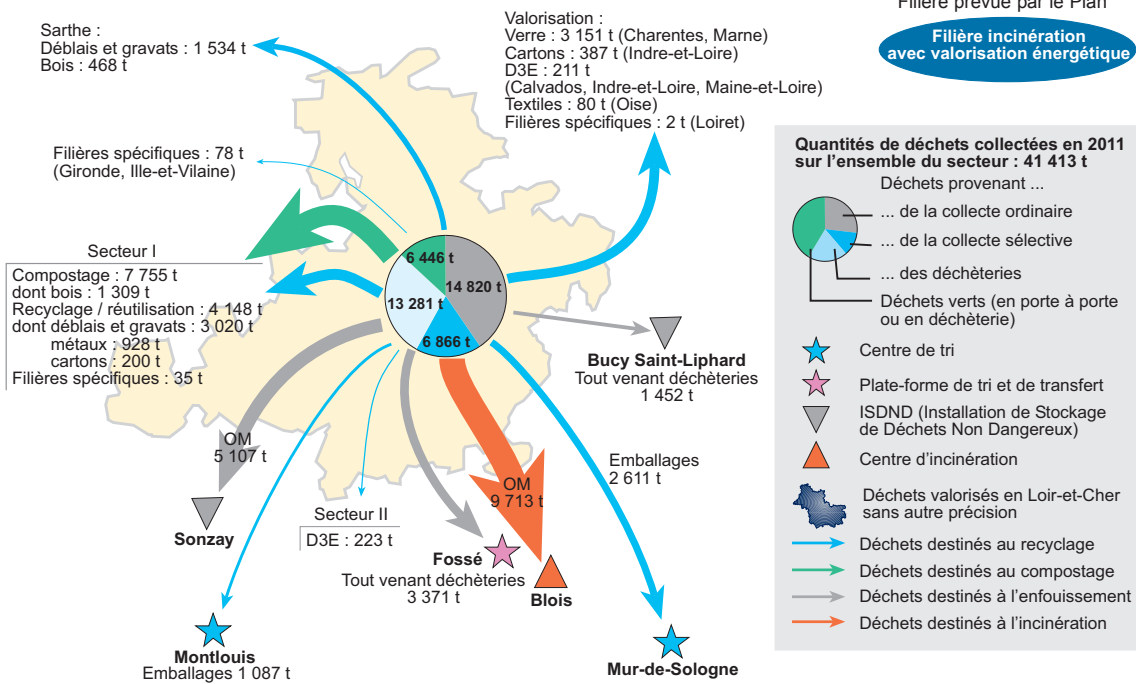 Filière prévue par le Plan
Filière incinération
avec valorisation énergétique
Sarthe :
Déblais et gravats : 1 534 t
Bois : 468 t
Valorisation :
Verre : 3 151 t (Charentes, Marne)
Cartons : 387 t (Indre-et-Loire)
D3E : 211 t
(Calvados, Indre-et-Loire, Maine-et-Loire)
Textiles : 80 t (Oise)
Filières spécifiques : 2 t (Loiret)
Filières spécifiques : 78 t
(Gironde, Ille-et-Vilaine)
Secteur I
Compostage : 7 755 t
dont bois : 1 309 t
Recyclage / réutilisation : 4 148 t
dont déblais et gravats : 3 020 t
métaux : 928 t
cartons : 200 t
Filières spécifiques : 35 t
6 446 t
14 820 t
13 281 t
6 866 t
Bucy Saint-Liphard
Tout venant déchèteries
1 452 t
OM
5 107 t
Sonzay
Secteur II
D3E : 223 t
Emballages
2 611 t
OM
9 713 t
Fossé
Tout venant déchèteries
3 371 t
Blois
Montlouis
Emballages 1 087 t
Mur-de-Sologne
Quantités de déchets collectées en 2011
sur l'ensemble du secteur : 41 413 t
Déchets provenant ...
... de la collecte ordinaire
... de la collecte sélective
... des déchèteries
Déchets verts (en porte à porte
ou en déchèterie)
Centre de tri
Plate-forme de tri et de transfert
ISDND (Installation de Stockage
de Déchets Non Dangereux)
Centre d'incinération
Déchets valorisés en Loir-et-Cher
sans autre précision
Déchets destinés au recyclage
Déchets destinés au compostage
Déchets destinés à l'enfouissement
Déchets destinés à l'incinération